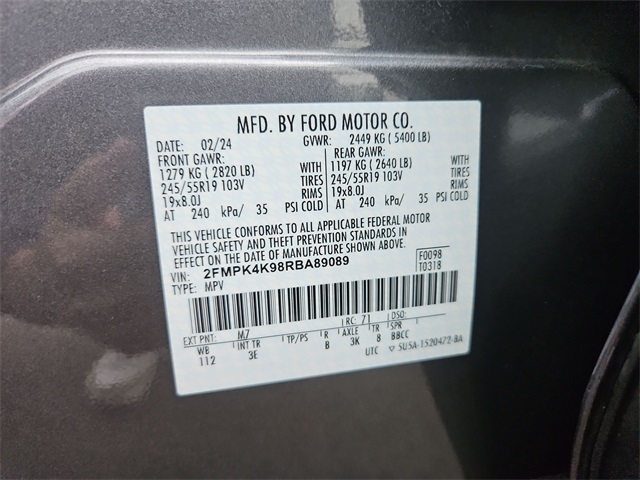 MFD. BY FORD MOTOR CO.
DATE: 02/24 GVWR: 2449 KG ( 5400 LB)
FRONT GAWR: REAR GAWR:
1279 KG ( 2820 LB) WITH 1197 KG ( 2640 LB) WITH
245/55R19 103V TIRES 245/55R19 103V TIRES
19x8.0J RIMS 19x8.0J RIMS
AT 240 kPa/ 35 PSI COLD AT 240 kPa/ 35 PSI COLD
THIS VEHICLE CONFORMS TO ALL APPLICABLE FEDERAL MOTOR
VEHICLE SAFETY AND THEFT PREVENTION STANDARDS IN
EFFECT ON THE DATE OF MANUFACTURE SHOWN ABOVE.
VIN: 2FMPK4K98RBA89089 F0098
TYPE: MPV T0318
EXT PNT: M7 RC: 71 DSO:
WB INT TR TP/PS R AXLE TR SPR
112 3E B 3K 8 BBCC
UTC 5U5A-1520472-BA